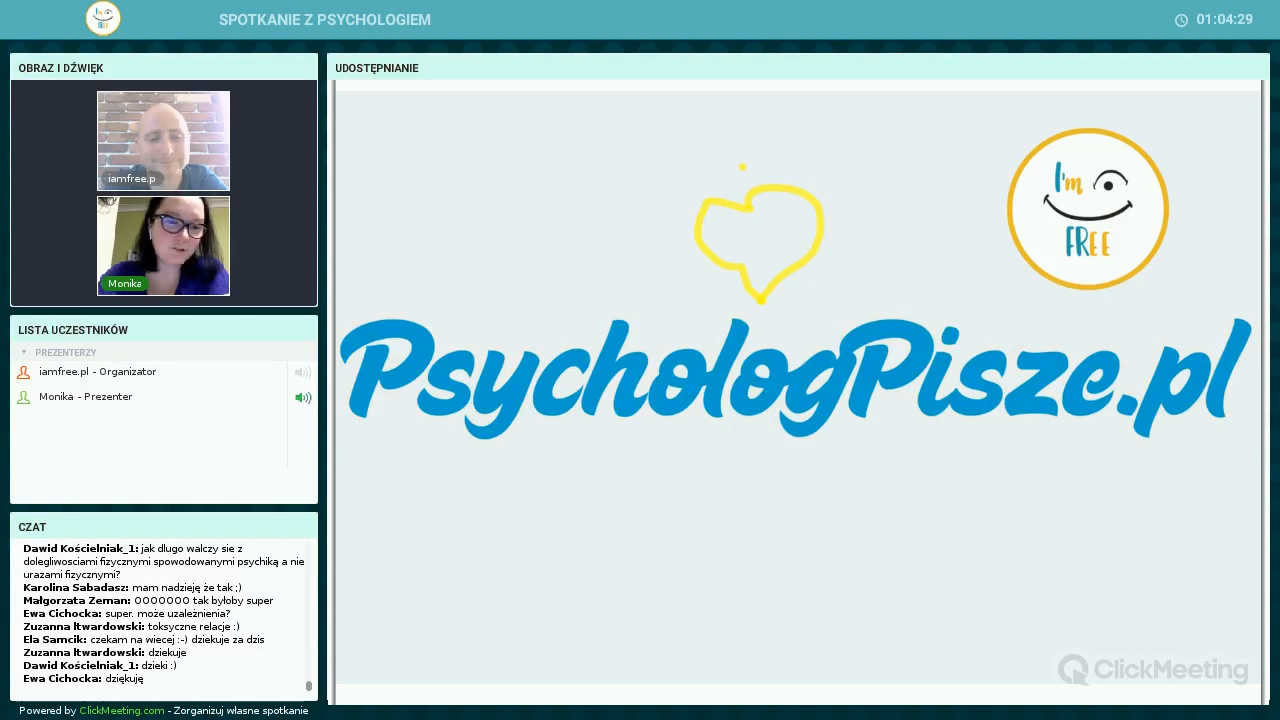 I'm
FREE
SPOTKANIE Z PSYCHOLOGIEM
01:04:29
OBRAZ I DŹWIĘK
iamfree.p
Monika
LISTA UCZESTNIKÓW
PREZENTERZY
iamfree.pl - Organizator
Monika - Prezenter
CZAT
Dawid Kościelniak_1: jak dlugo walczy sie z
dolegliwosciami fizycznymi spowodowanymi psychiką a nie
urazami fizycznymi?
Karolina Sabadasz: mam nadzieję że tak ;)
Małgorzata Zeman: OOOOOOO tak byłoby super
Ewa Cichocka: super. może uzależnienia?
Zuzanna łtwardowski: toksyczne relacje :)
Ela Samcik: czekam na wiecej :-) dziekuje za dzis
Zuzanna łtwardowski: dziekuje
Dawid Kościelniak_1: dzieki :)
Ewa Cichocka: dziękuję
Powered by ClickMeeting.com - Zorganizuj własne spotkanie
UDOSTĘPNIANIE
I'm
FREE
PsychologPisze.pl
ClickMeeting